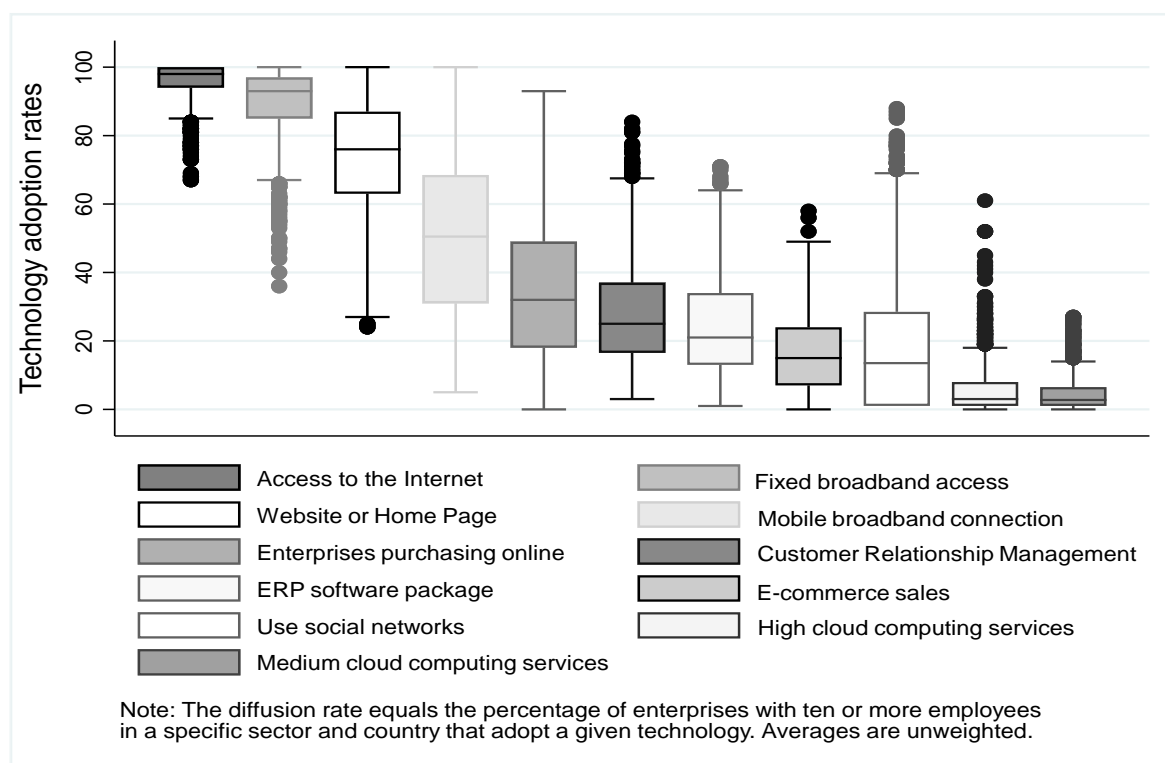 Technology adoption rates
100
80
60
40
20
0
Access to the Internet
Fixed broadband access
Website or Home Page
Mobile broadband connection
Enterprises purchasing online
Customer Relationship Management
ERP software package
E-commerce sales
Use social networks
High cloud computing services
Medium cloud computing services
Note: The diffusion rate equals the percentage of enterprises with ten or more employees
in a specific sector and country that adopt a given technology. Averages are unweighted.